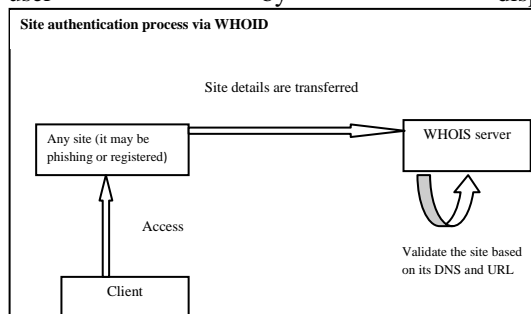 Site authentication process via WHOID
Site details are transferred
Any site (it may be
phishing or registered)
WHOIS server
Access
Validate the site based
on its DNS and URL
Client